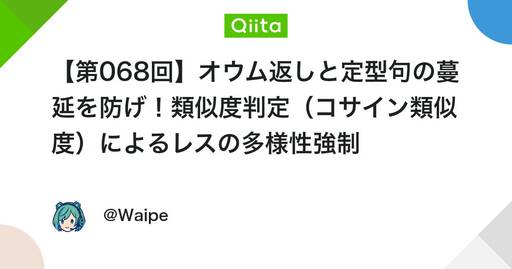 Qiita
【第068回】オウム返しと定型句の蔓
延を防げ！類似度判定（コサイン類似
度）によるレスの多様性強制
@Waipe